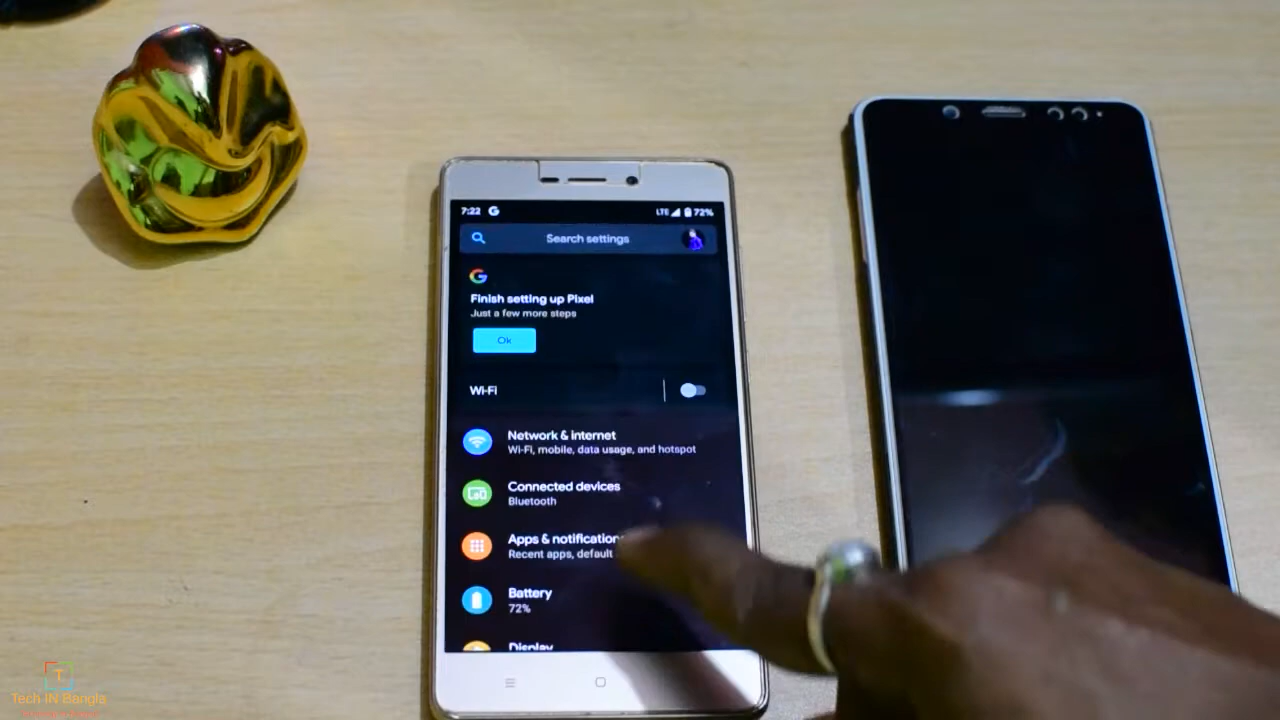 7:22 G LTE 72%
Search settings
G
Finish setting up Pixel
Just a few more steps
Ok
Wi-Fi
Network & internet
Wi-Fi, mobile, data usage, and hotspot
Connected devices
Bluetooth
Apps & notification
Recent apps, default
Battery
72%
Display
T
Tech IN Bangla